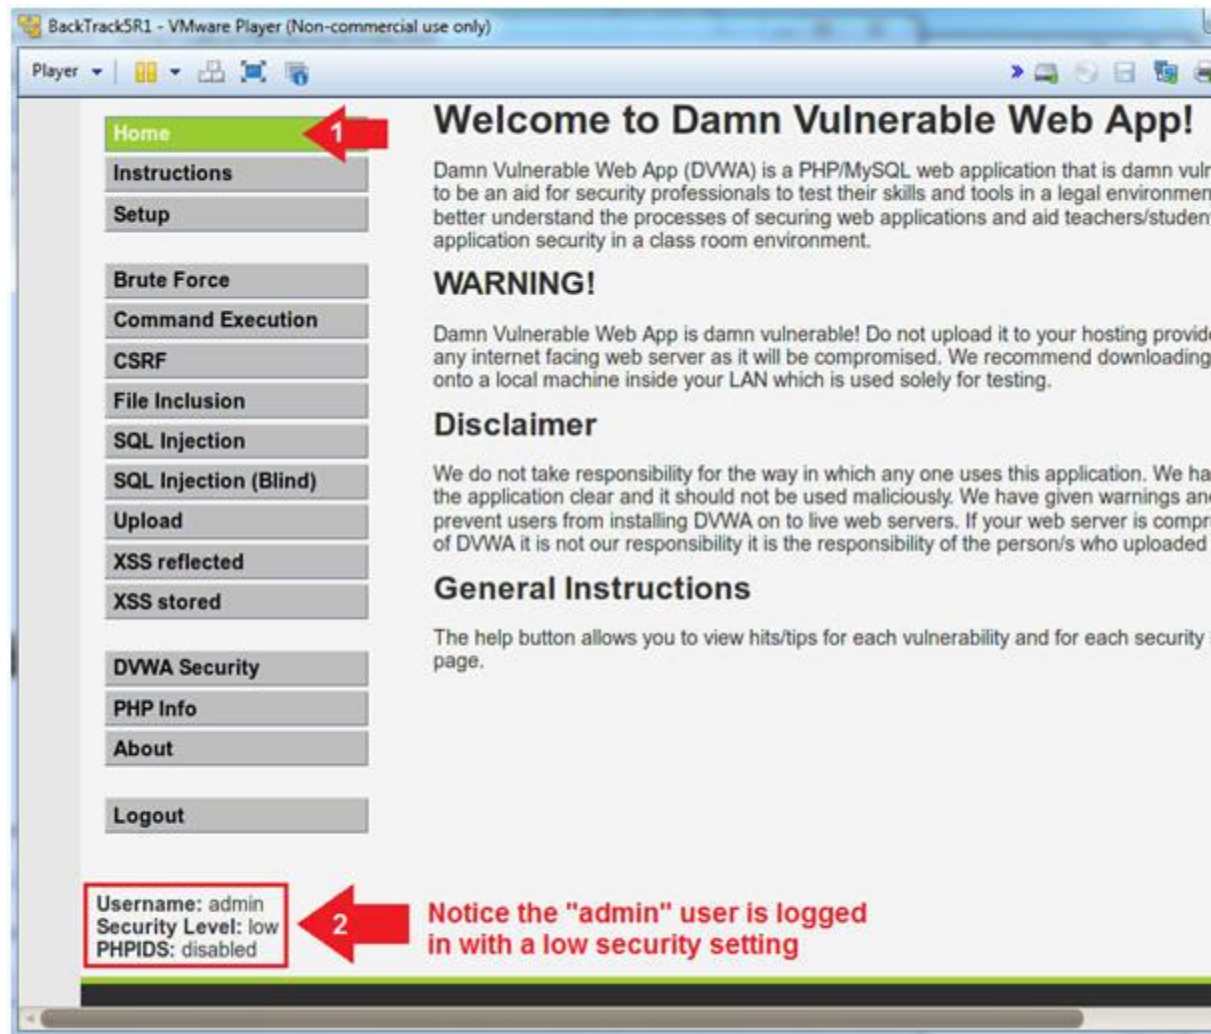 BackTrack5R1 - VMware Player (Non-commercial use only)
Player
Home
1
Instructions
Setup
Brute Force
Command Execution
CSRF
File Inclusion
SQL Injection
SQL Injection (Blind)
Upload
XSS reflected
XSS stored
DVWA Security
PHP Info
About
Logout
Username: admin
Security Level: low
PHPIDS: disabled
2
Notice the "admin" user is logged
in with a low security setting
Welcome to Damn Vulnerable Web App!
Damn Vulnerable Web App (DVWA) is a PHP/MySQL web application that is damn vuln
to be an aid for security professionals to test their skills and tools in a legal environmen
better understand the processes of securing web applications and aid teachers/studen
application security in a class room environment.
WARNING!
Damn Vulnerable Web App is damn vulnerable! Do not upload it to your hosting provide
any internet facing web server as it will be compromised. We recommend downloading
onto a local machine inside your LAN which is used solely for testing.
Disclaimer
We do not take responsibility for the way in which any one uses this application. We ha
the application clear and it should not be used maliciously. We have given warnings an
prevent users from installing DVWA on to live web servers. If your web server is compr
of DVWA it is not our responsibility it is the responsibility of the person/s who uploaded
General Instructions
The help button allows you to view hits/tips for each vulnerability and for each security
page.